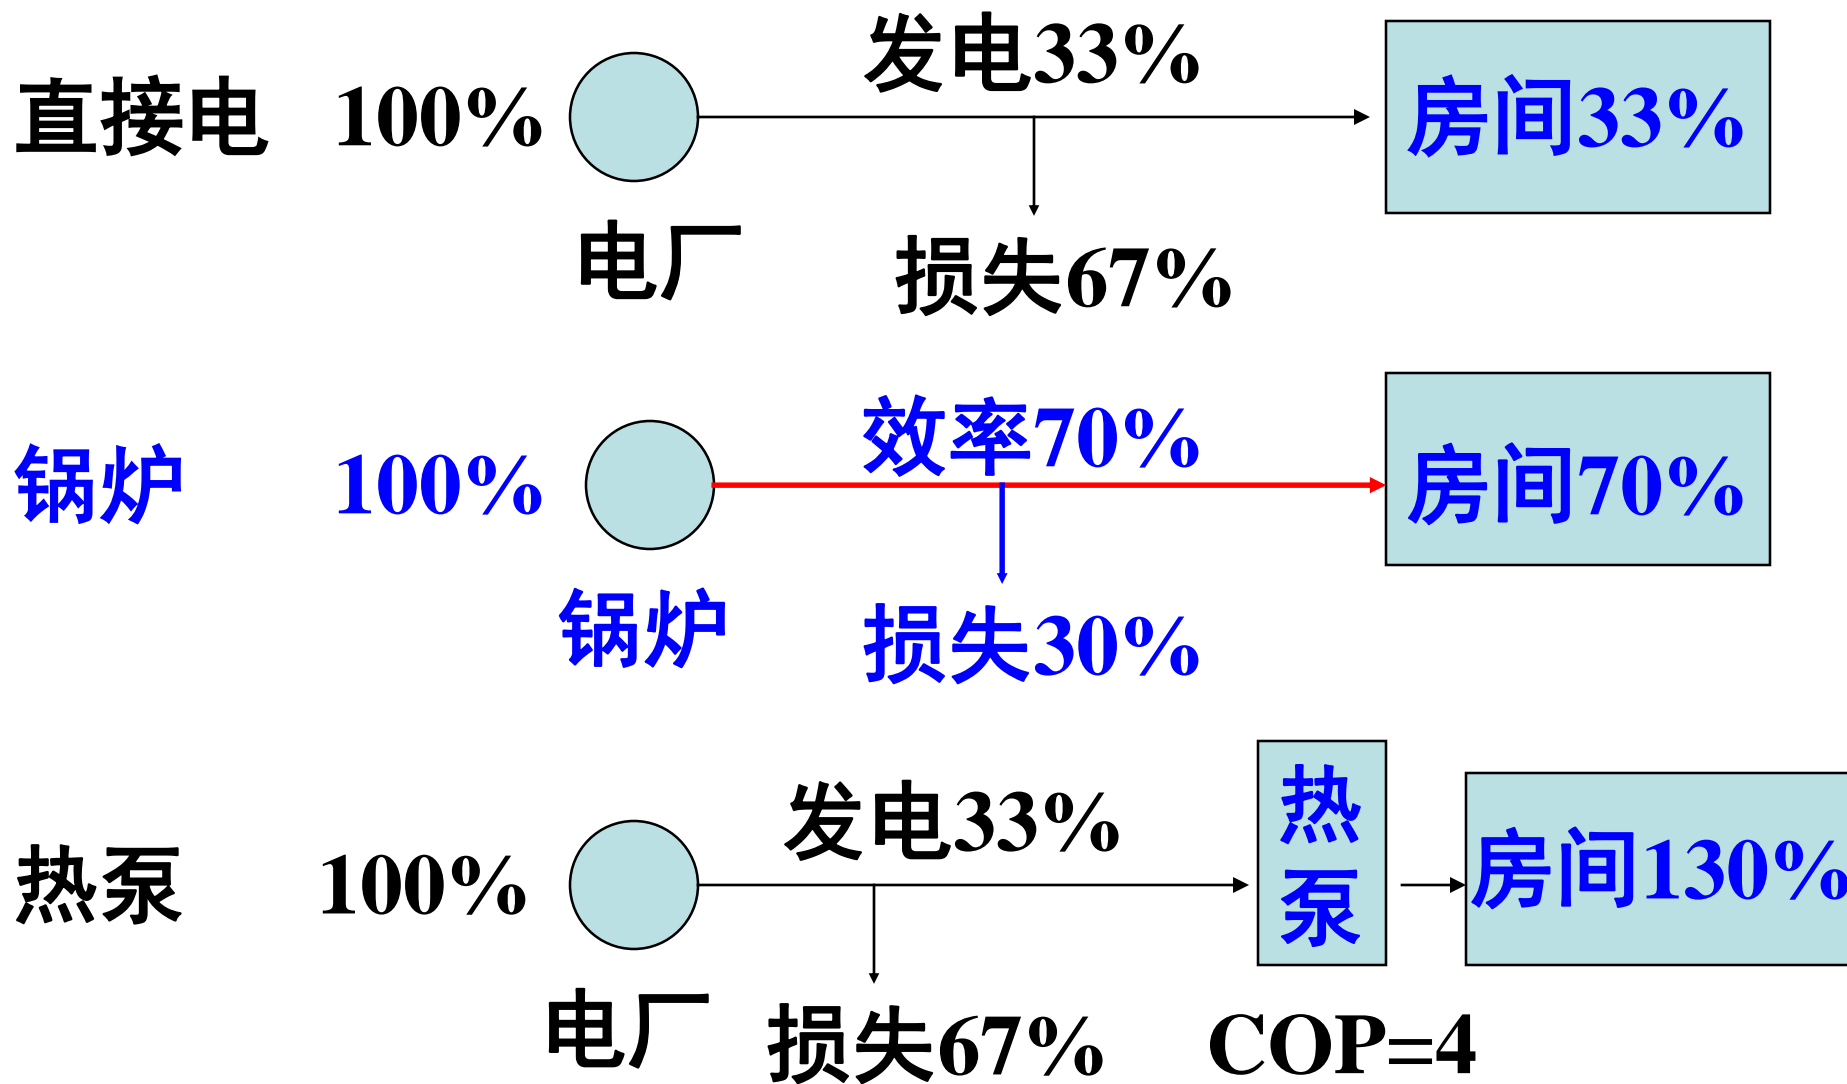 发电33%
直接电
100%
房间33%
电厂
损失67%
效率70%
锅炉
100%
房间70%
锅炉
损失30%
热泵
发电33%
热泵
100%
房间130%
电厂
损失67%
COP=4